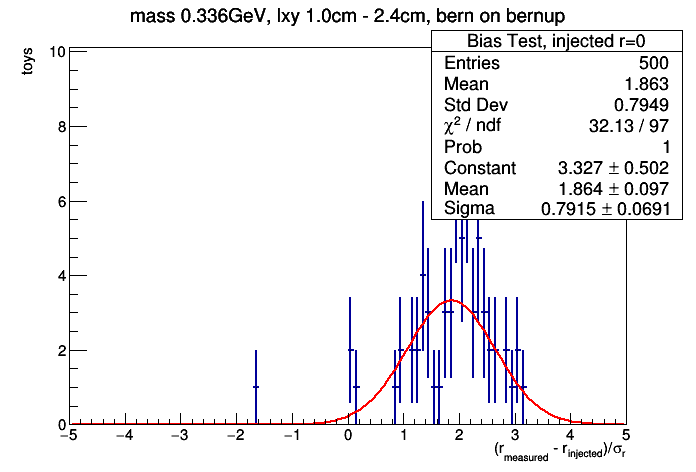 mass 0.336GeV, lxy 1.0cm - 2.4cm, bern on bernup
Bias Test, injected r=0
Entries 500
Mean 1.863
Std Dev 0.7949
χ² / ndf 32.13 / 97
Prob 1
Constant 3.327 ± 0.502
Mean 1.864 ± 0.097
Sigma 0.7915 ± 0.0691
toys
10
8
6
4
2
0
−5 −4 −3 −2 −1 0 1 2 3 4 5
(r_measured - r_injected)/σ_r